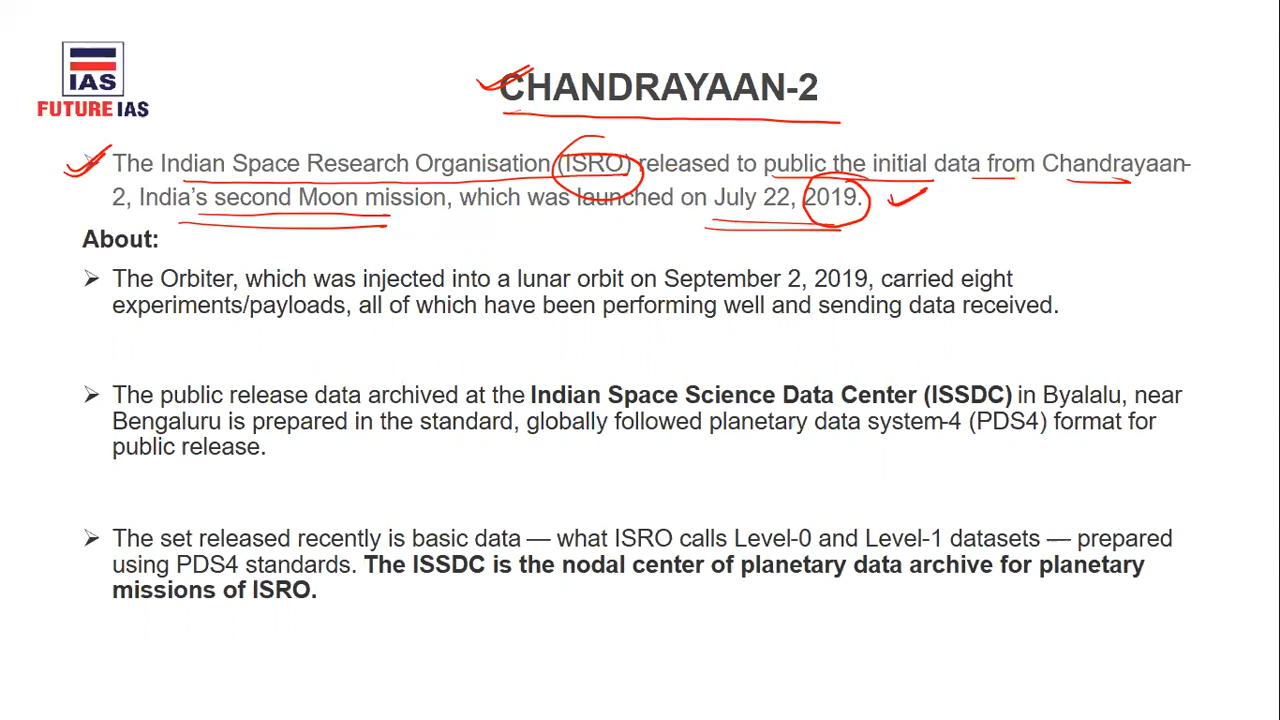 IAS
FUTURE IAS
CHANDRAYAAN-2
➢ The Indian Space Research Organisation (ISRO) released to public the initial data from Chandrayaan-
2, India’s second Moon mission, which was launched on July 22, 2019.
About:
➢ The Orbiter, which was injected into a lunar orbit on September 2, 2019, carried eight
experiments/payloads, all of which have been performing well and sending data received.
➢ The public release data archived at the Indian Space Science Data Center (ISSDC) in Byalalu, near
Bengaluru is prepared in the standard, globally followed planetary data system-4 (PDS4) format for
public release.
➢ The set released recently is basic data — what ISRO calls Level-0 and Level-1 datasets — prepared
using PDS4 standards. The ISSDC is the nodal center of planetary data archive for planetary
missions of ISRO.